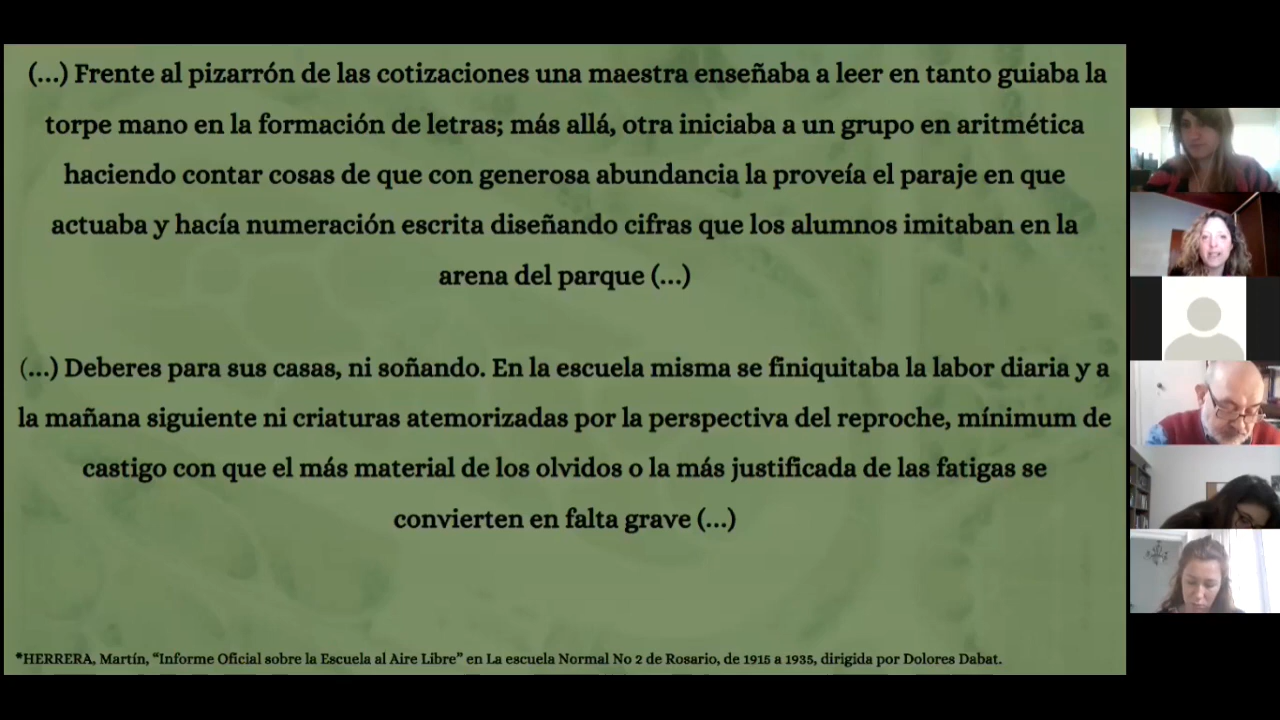 (...) Frente al pizarrón de las cotizaciones una maestra enseñaba a leer en tanto guiaba la
torpe mano en la formación de letras; más allá, otra iniciaba a un grupo en aritmética
haciendo contar cosas de que con generosa abundancia la proveía el paraje en que
actuaba y hacía numeración escrita diseñando cifras que los alumnos imitaban en la
arena del parque (...)
(...) Deberes para sus casas, ni soñando. En la escuela misma se finiquitaba la labor diaria y a
la mañana siguiente ni criaturas atemorizadas por la perspectiva del reproche, mínimum de
castigo con que el más material de los olvidos o la más justificada de las fatigas se
convierten en falta grave (...)
*HERRERA, Martín, “Informe Oficial sobre la Escuela al Aire Libre” en La escuela Normal No 2 de Rosario, de 1915 a 1935, dirigida por Dolores Dabat.